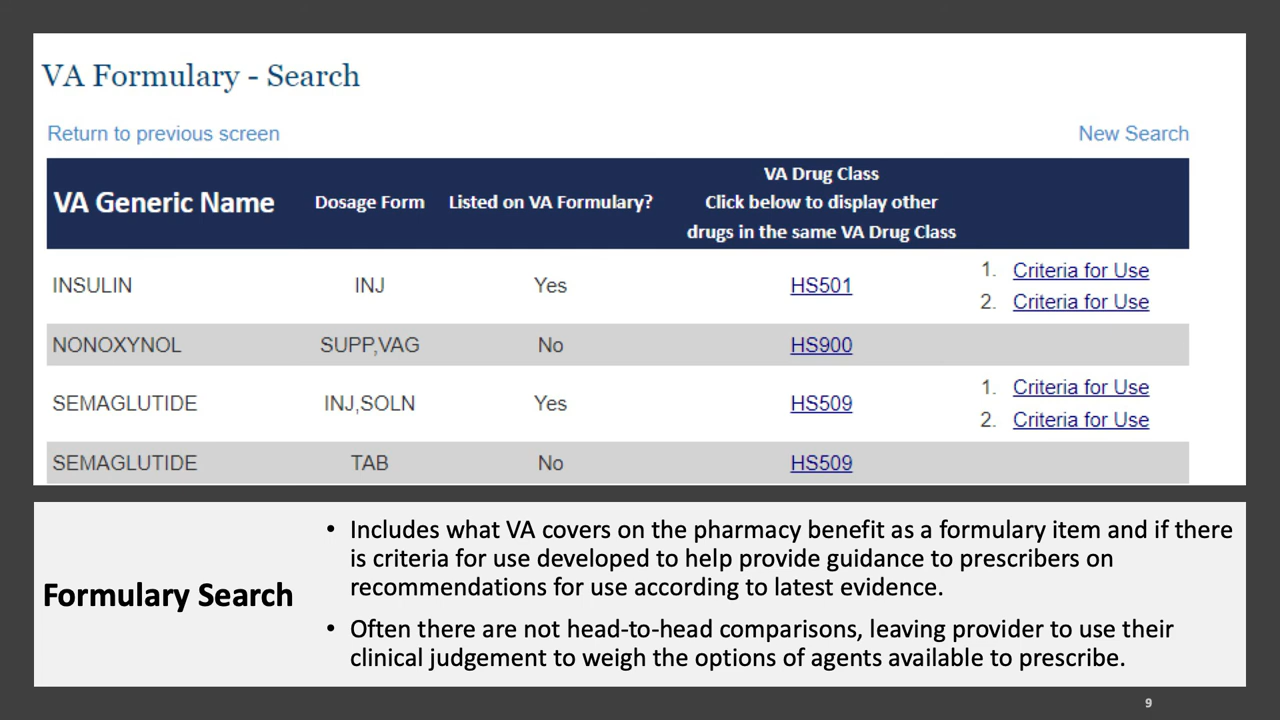 VA Formulary - Search
Return to previous screen New Search
VA Generic Name Dosage Form Listed on VA Formulary? VA Drug Class
Click below to display other
drugs in the same VA Drug Class
INSULIN INJ Yes HS501 1. Criteria for Use
2. Criteria for Use
NONOXYNOL SUPP,VAG No HS900
SEMAGLUTIDE INJ,SOLN Yes HS509 1. Criteria for Use
2. Criteria for Use
SEMAGLUTIDE TAB No HS509
Formulary Search
• Includes what VA covers on the pharmacy benefit as a formulary item and if there
is criteria for use developed to help provide guidance to prescribers on
recommendations for use according to latest evidence.
• Often there are not head-to-head comparisons, leaving provider to use their
clinical judgement to weigh the options of agents available to prescribe.
9